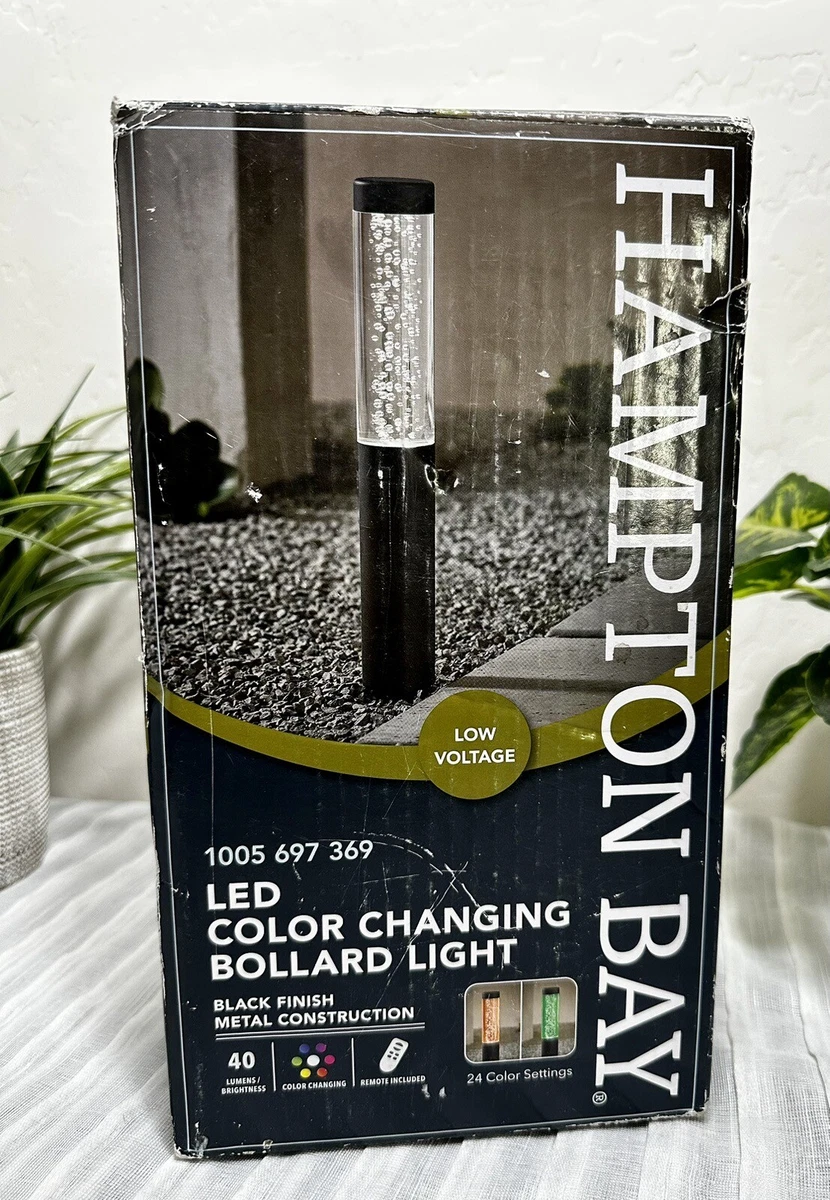 HAMPTON BAY®
LOW
VOLTAGE
1005 697 369
LED
COLOR CHANGING
BOLLARD LIGHT
BLACK FINISH
METAL CONSTRUCTION
40
LUMENS/
BRIGHTNESS
COLOR CHANGING
REMOTE INCLUDED
24 Color Settings